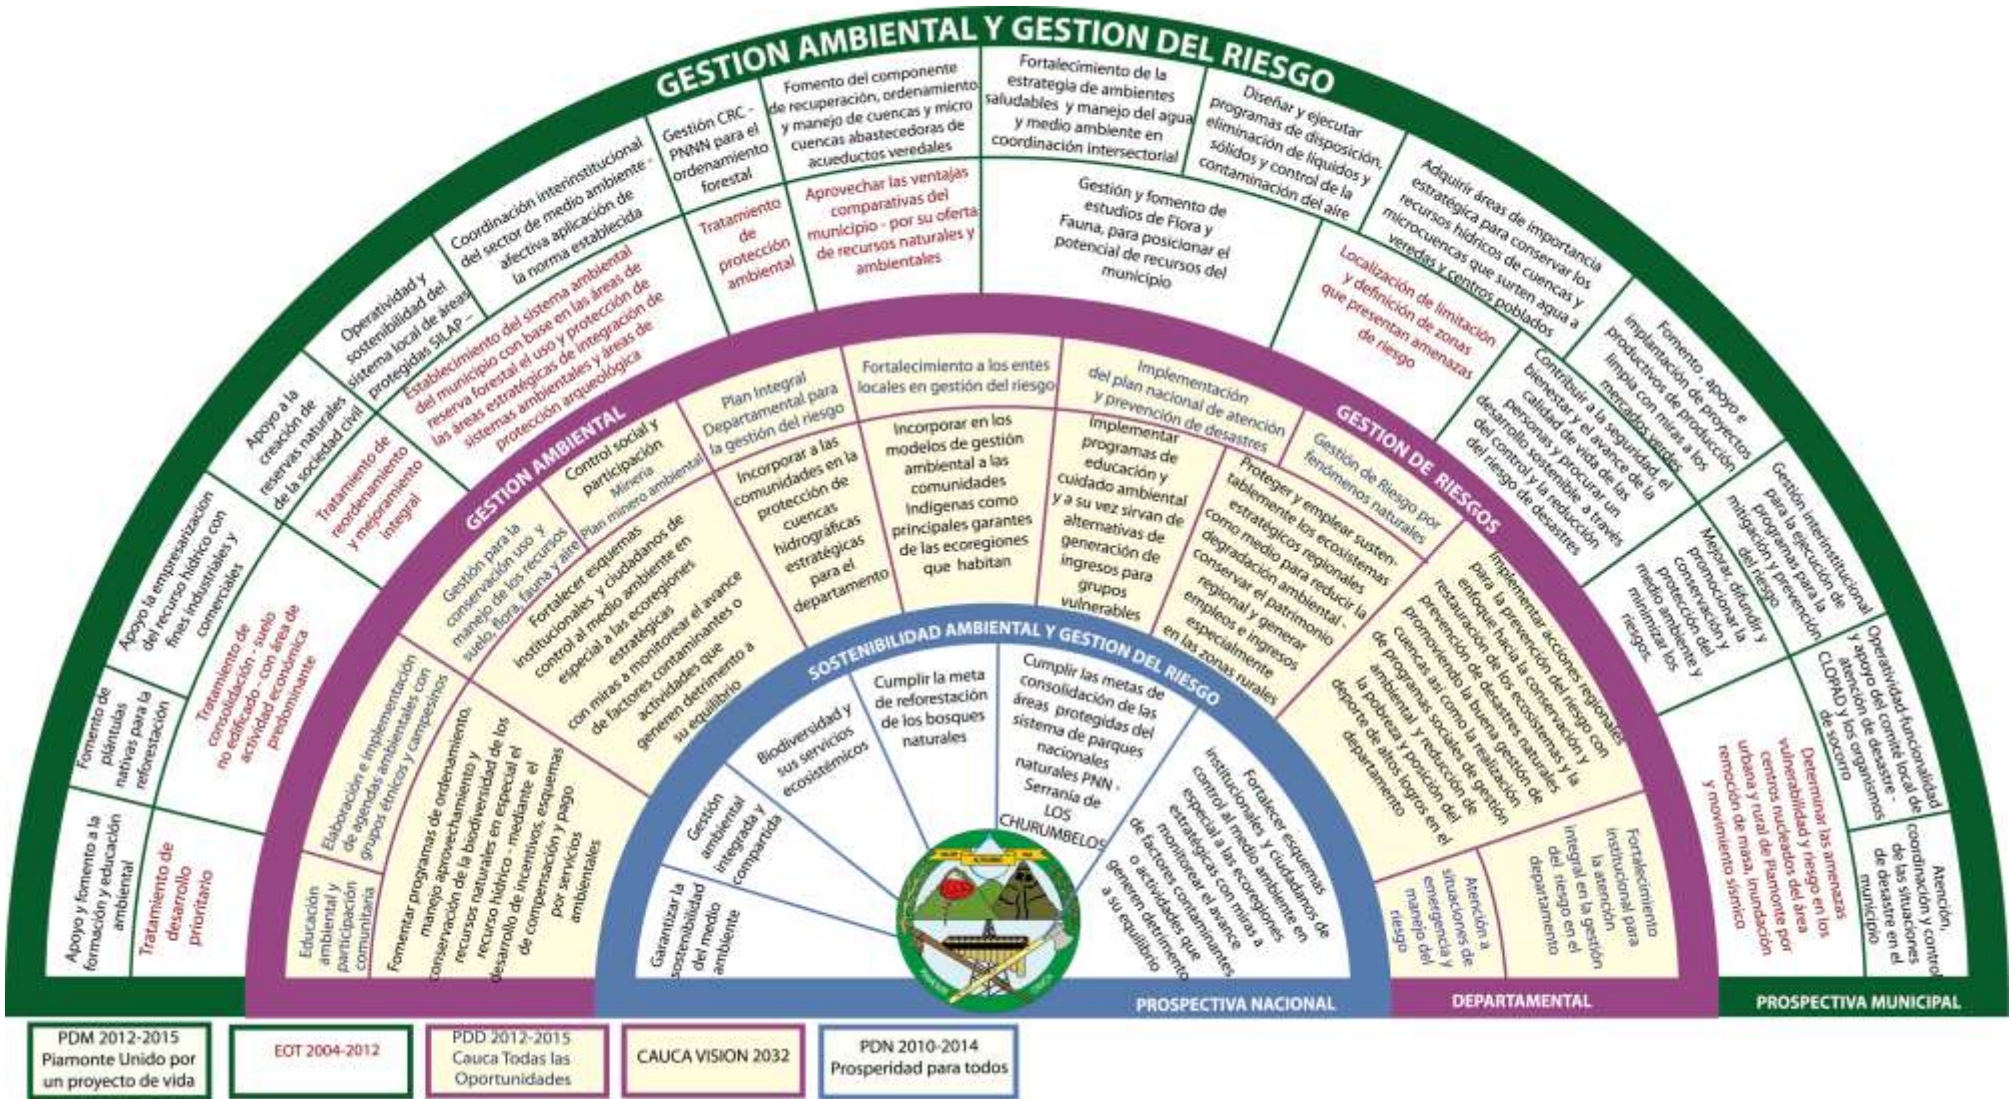 GESTION AMBIENTAL Y GESTION DEL RIESGO
Apoyo y fomento a la
formación y educación
ambiental
Fomento de
plántulas
nativas para la
reforestación
Apoyo la empresatizacion
del recurso hídrico con
fines industriales y
comerciales
Apoyo a la
creación de
reservas naturales
de la sociedad civil
Operatividad y
sostenibilidad del
sistema local de áreas
protegidas SILAP –
Coordinación interinstitucional
del sector de medio ambiente -
afectiva aplicación de
la norma establecida
Gestión CRC -
PNNN para el
ordenamiento
forestal
Fomento del componente
de recuperación, ordenamiento
y manejo de cuencas y micro
cuencas abastecedoras de
acueductos veredales
Fortalecimiento de la
estrategia de ambientes
saludables y manejo del agua
y medio ambiente en
coordinación intersectorial
Diseñar y ejecutar
programas de disposición,
eliminación de líquidos y
sólidos y control de la
contaminación del aire
Adquirir áreas de importancia
estratégica para conservar los
recursos hídricos de cuencas y
microcuencas que surten agua a
veredas y centros poblados
Fomento , apoyo e
implantación de proyectos
productivos de producción
limpia con miras a los
mercados verdes
Gestión interinstitucional
para la ejecución de
programas para la
mitigación y prevención
del riesgo
Operatividad funcionalidad
y apoyo del comité local de
atención de desastre -
CLOPAD y los organismos
de socorro
Atención,
coordinación y control
de las situaciones
de desastre en el
municipio
Tratamiento de
desarrollo
prioritario
Tratamiento de
consolidación - suelo
no edificado - con área de
actividad económica
predominante
Tratamiento de
reordenamiento
y mejoramiento
integral
Establecimiento del sistema ambiental
del municipio con base en las áreas de
reserva forestal el uso y protección de
las áreas estratégicas de integración de
sistemas ambientales y áreas de
protección arqueológica
Tratamiento
de
protección
ambiental
Aprovechar las ventajas
comparativas del
municipio - por su oferta
de recursos naturales y
ambientales
Gestión y fomento de
estudios de Flora y
Fauna, para posicionar el
potencial de recursos del
municipio
Localización de limitación
y definición de zonas
que presentan amenazas
de riesgo
Contribuir a la seguridad, el
bienestar y el avance de la
calidad de vida de las
personas y procurar un
desarrollo sostenible a través
del control y la reducción
del riesgo de desastres
Mejorar, difundir y
promocionar la
conservación y
protección del
medio ambiente y
minimizar los
riesgos.
Determinar las amenazas
vulnerabilidad y riesgo en los
centros nucleados del área
urbana y rural de Piamonte por
remoción de masa, inundación
y movimiento sísmico
GESTION AMBIENTAL
GESTION DE RIESGOS
Educación
ambiental y
participación
comunitaria
Elaboración e implementación
de agendas ambientales con
grupos étnicos y campesinos
Gestión para la
conservación uso y
manejo de los recursos
suelo, flora, fauna y aire
Control social y
participación
Minería
Plan minero ambiental
Plan Integral
Departamental para
la gestión del riesgo
Fortalecimiento a los entes
locales en gestión del riesgo
Implementación
del plan nacional de atención
y prevención de desastres
Gestión de Riesgo por
fenómenos naturales
Fomentar programas de ordenamiento,
manejo aprovechamiento y
conservación de la biodiversidad de los
recursos naturales en especial el
recurso hídrico - mediante el
desarrollo de incentivos, esquemas
de compensación y pago
por servicios
ambientales
Fortalecer esquemas
institucionales y ciudadanos de
control al medio ambiente en
especial a las ecoregiones
estratégicas
con miras a monitorear el avance
de factores contaminantes o
actividades que
generen detrimento a
su equilibrio
Incorporar a las
comunidades en la
protección de
cuencas
hidrográficas
estratégicas
para el
departamento
Incorporar en los
modelos de gestión
ambiental a las
comunidades
Indígenas como
principales garantes
de las ecoregiones
que habitan
Implementar
programas de
educación y
cuidado ambiental
y a su vez sirvan de
alternativas de
generación de
ingresos para
grupos
vulnerables
Proteger y emplear susten-
tablemente los ecosistemas
estratégicos regionales
como medio para reducir la
degradación ambiental -
conservar el patrimonio
regional y generar
empleos e ingresos
especialmente
en las zonas rurales
Implementar acciones regionales
para la prevención del riesgo con
enfoque hacia la conservación y
restauración de los ecosistemas y la
prevención de desastres naturales
promoviendo la buena gestión de
cuencas así como la realización
de programas sociales de gestión
ambiental y reducción de
la pobreza y posición del
deporte de altos logros en el
departamento
Atención a
situaciones de
emergencia y
manejo del
riesgo
Fortalecimiento
institucional para
la atención
integral en la gestión
del riesgo en el
departamento
SOSTENIBILIDAD AMBIENTAL Y GESTION DEL RIESGO
Garantizar la
sostenibilidad
del medio
ambiente
Gestión
ambiental
integrada y
compartida
Biodiversidad y
sus servicios
ecosistémicos
Cumplir la meta
de reforestación
de los bosques
naturales
Cumplir las metas de
consolidación de las
áreas protegidas del
sistema de parques
nacionales
naturales PNN -
Serranía de
LOS
CHURUMBELOS
Fortalecer esquemas
institucionales y ciudadanos de
control al medio ambiente en
especial a las ecoregiones
estratégicas con miras a
monitorear el avance
de factores contaminantes
o actividades que
generen detrimento
a su equilibrio
PROSPECTIVA NACIONAL
DEPARTAMENTAL
PROSPECTIVA MUNICIPAL
PDM 2012-2015
Piamonte Unido por
un proyecto de vida
EOT 2004-2012
PDD 2012-2015
Cauca Todas las
Oportunidades
CAUCA VISION 2032
PDN 2010-2014
Prosperidad para todos